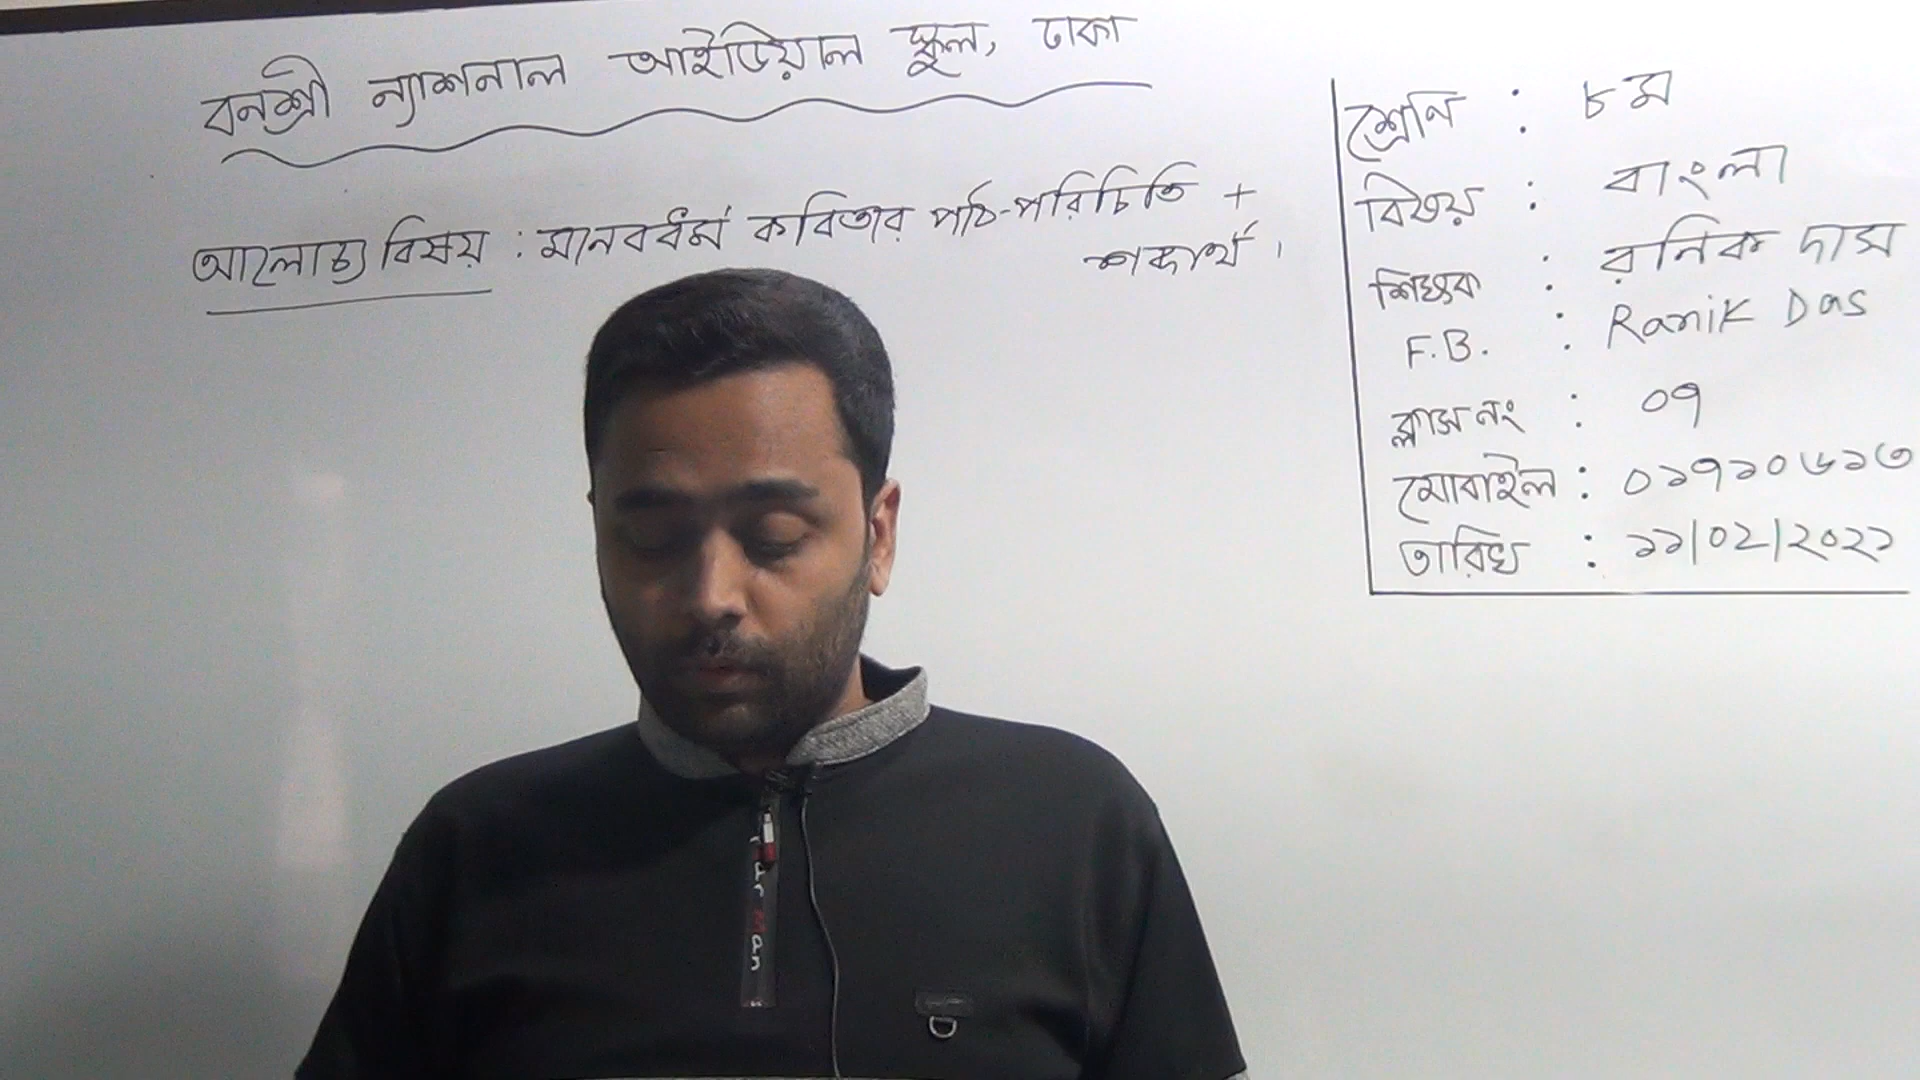 বনশ্রী ন্যাশনাল আইডিয়াল স্কুল, ঢাকা
আলোচ্য বিষয় : মানবধর্ম কবিতার পাঠ-পরিচিতি +
শব্দার্থ ।
শ্রেনি : ৮ম
বিষয় : বাংলা
শিক্ষক : রনিক দাস
F.B. : Ranik Das
ক্লাস নং : ০৭
মোবাইল : ০১৭১০৬১৩
তারিখ : ১১/০২/২০২১
Man